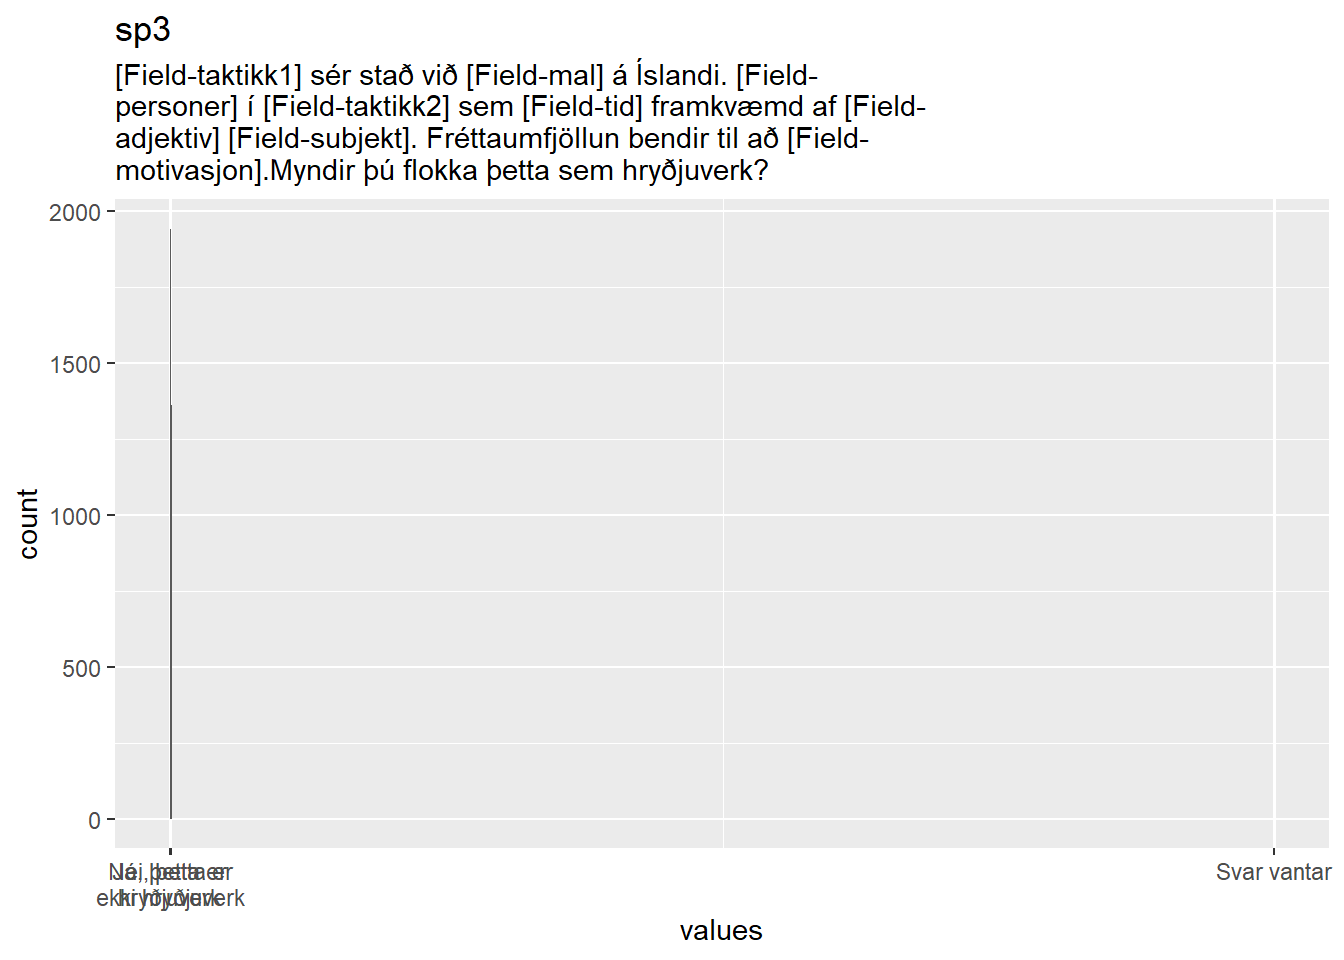 sp3
[Field-taktikk1] sér stað við [Field-mal] á Íslandi. [Field-
personer] í [Field-taktikk2] sem [Field-tid] framkvæmd af [Field-
adjektiv] [Field-subjekt]. Fréttaumfjöllun bendir til að [Field-
motivasjon].Myndir þú flokka þetta sem hryðjuverk?
2000
1500
1000
500
0
count
Já, þetta er
hryðjuverk
Nei, þetta er
ekki hryðjuverk
Svar vantar
values